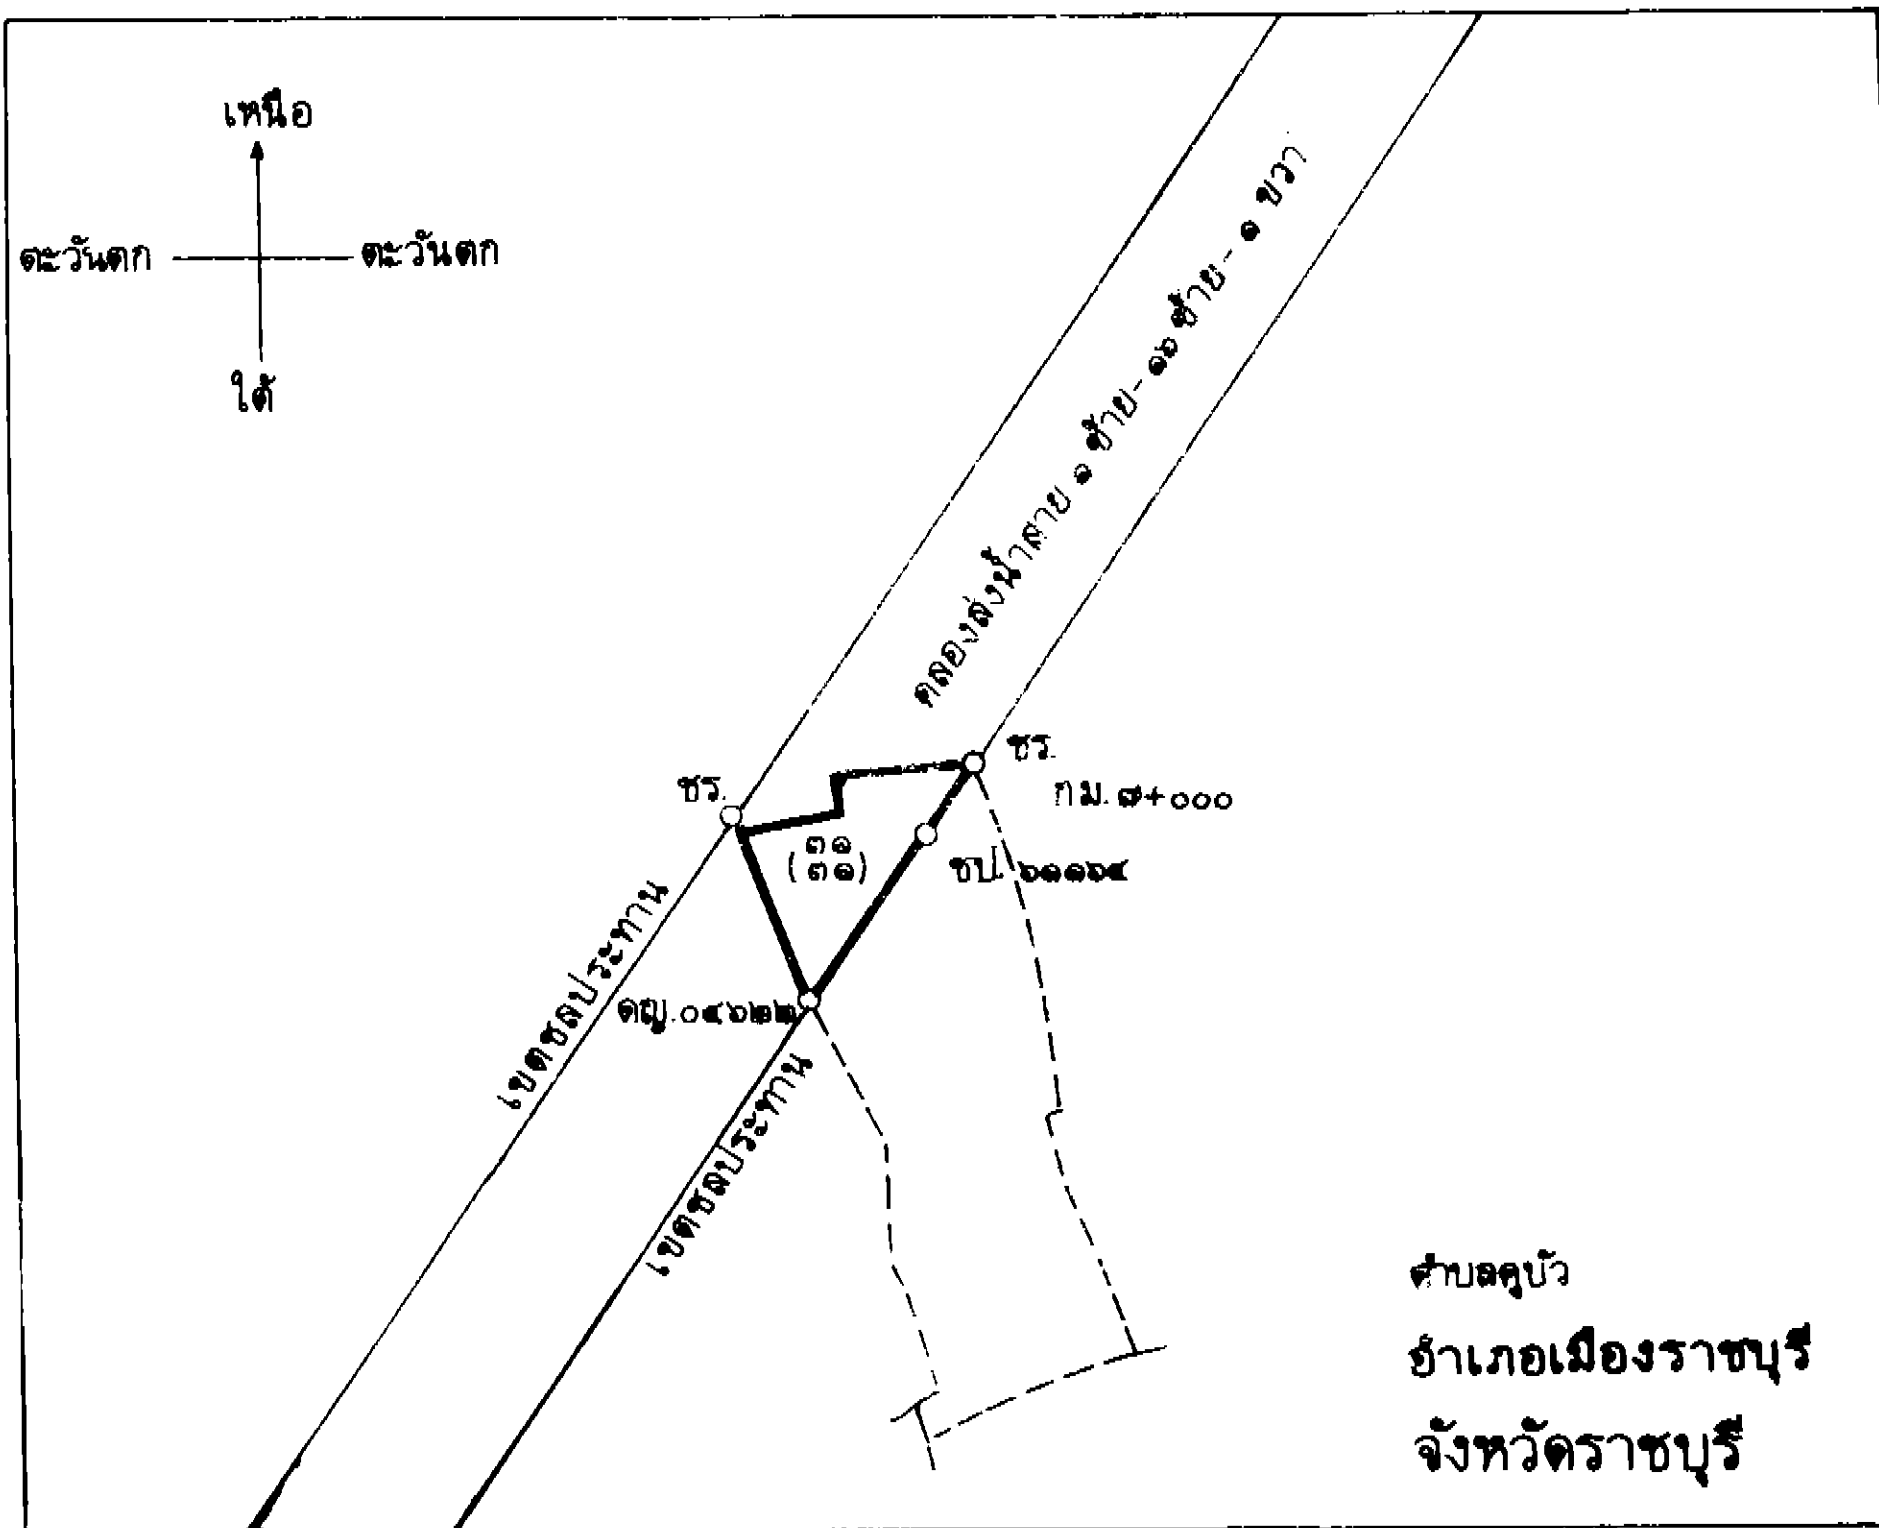 เหนือ
ตะวันตก
ตะวันตก
ใต้
คลองส่งน้ำสาย ๑ ซ้าย - ๑๖ ซ้าย - ๑ ขวา
ชร.
ชร.
กม. ๗+๐๐๐
๓๑
(๓๑)
ชป. ๖๑๑๖๔
ดญ.๐๔๖๒๒
เขตชลประทาน
เขตชลประทาน
ตำบลคูบัว
อำเภอเมืองราชบุรี
จังหวัดราชบุรี